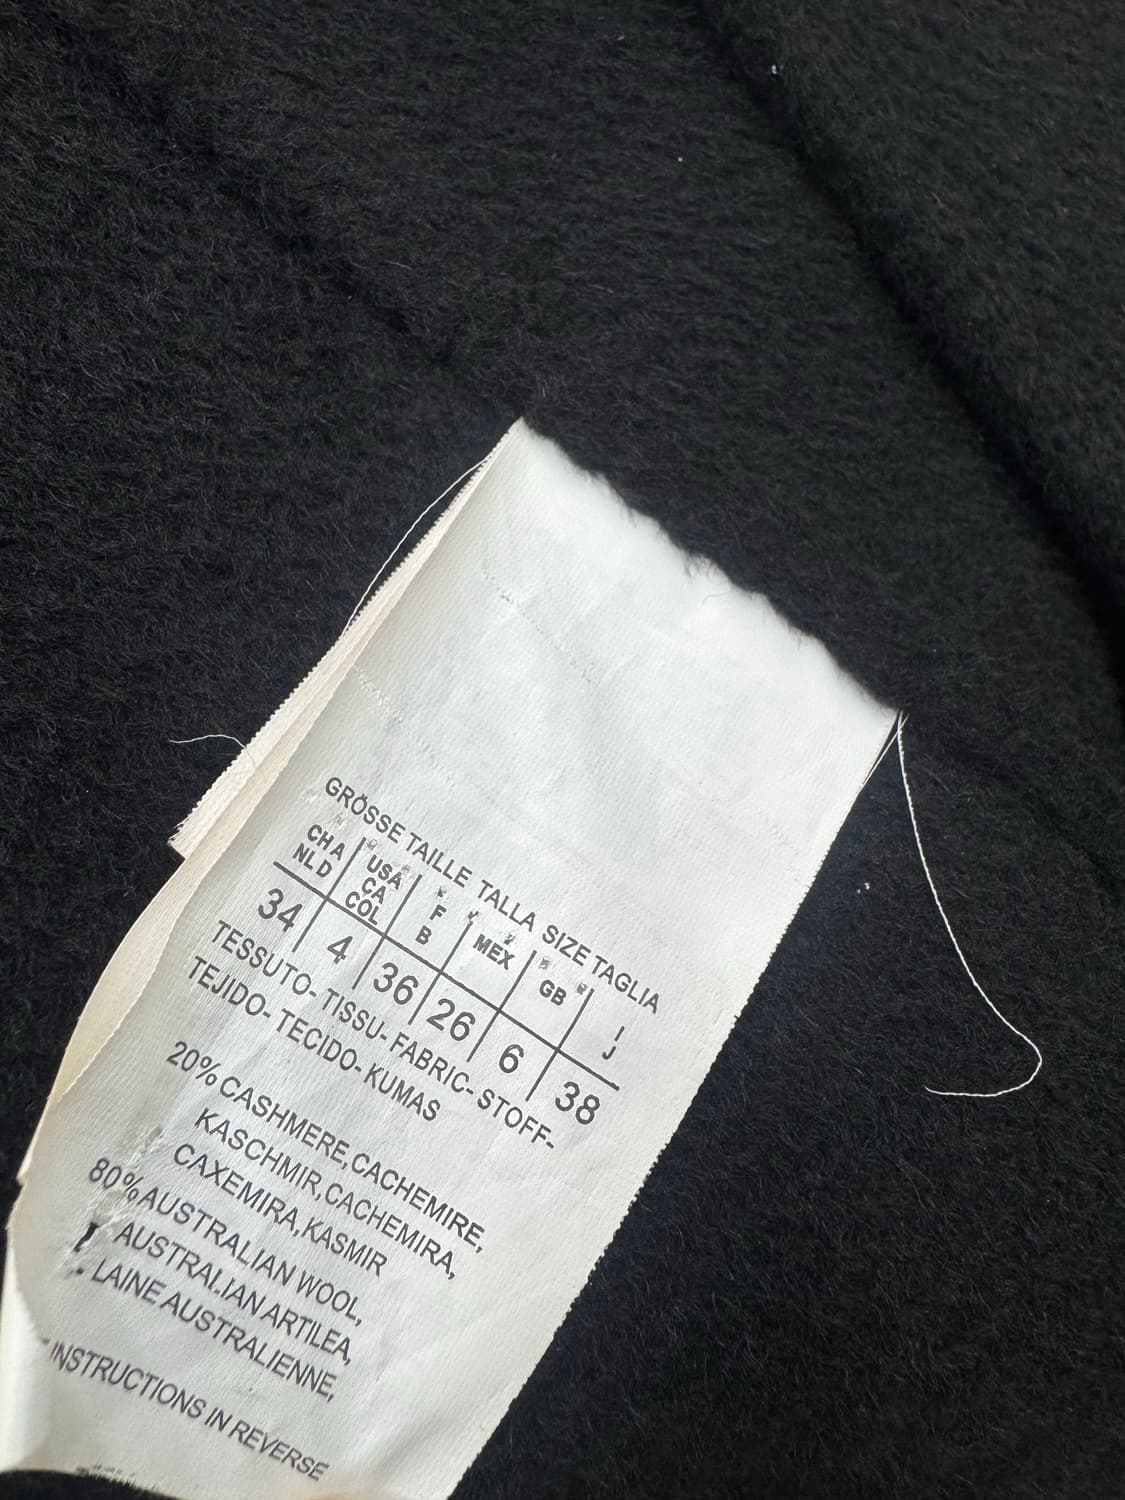 GRÖSSE TAILLE TALLA SIZE TAGLIA
CH A USA F MEX GB I
NL D CA B J
COL
34 4 36 26 6 38
TESSUTO-TISSU-FABRIC-STOFF-
TEJIDO-TECIDO-KUMAS
20%CASHMERE,CACHEMIRE,
KASCHMIR,CACHEMIRA,
CAXEMIRA,KASMIR
80%AUSTRALIAN WOOL,
AUSTRALIAN ARTILEA,
LAINE AUSTRALIENNE,
INSTRUCTIONS IN REVERSE